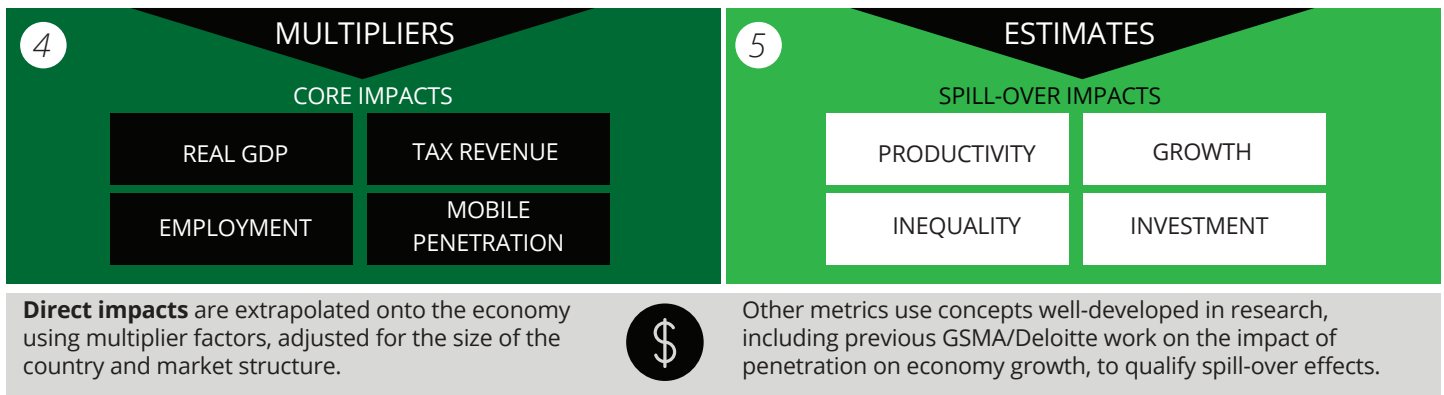 4
MULTIPLIERS
CORE IMPACTS
REAL GDP
TAX REVENUE
EMPLOYMENT
MOBILE
PENETRATION
Direct impacts are extrapolated onto the economy
using multiplier factors, adjusted for the size of the
country and market structure.
$
5
ESTIMATES
SPILL-OVER IMPACTS
PRODUCTIVITY
GROWTH
INEQUALITY
INVESTMENT
Other metrics use concepts well-developed in research,
including previous GSMA/Deloitte work on the impact of
penetration on economy growth, to qualify spill-over effects.